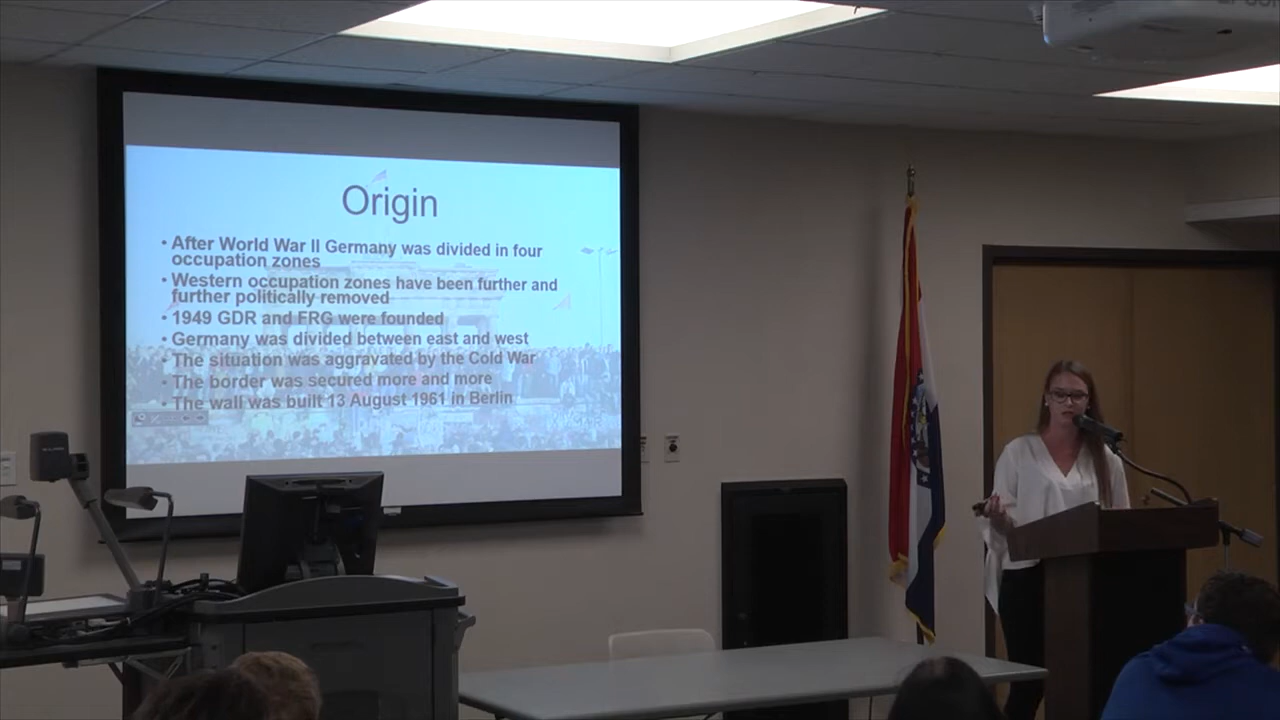 Origin
• After World War II Germany was divided in four
occupation zones
• Western occupation zones have been further and
further politically removed
• 1949 GDR and FRG were founded
• Germany was divided between east and west
• The situation was aggravated by the Cold War
• The border was secured more and more
• The wall was built 13 August 1961 in Berlin